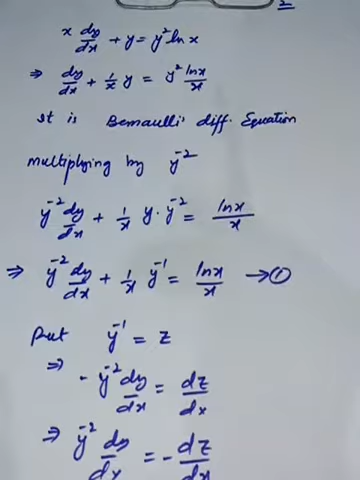 x dy/dx + y = y² ln x
⇒ dy/dx + 1/x y = y² lnx/x
It is Bernaulli's diff. Equation
multiplying by y⁻²
y⁻² dy/dx + 1/x y · y⁻² = lnx/x
⇒ y⁻² dy/dx + 1/x y⁻¹ = lnx/x → ①
Put y⁻¹ = z
⇒ - y⁻² dy/dx = dz/dx
⇒ y⁻² dy/dx = - dz/dx